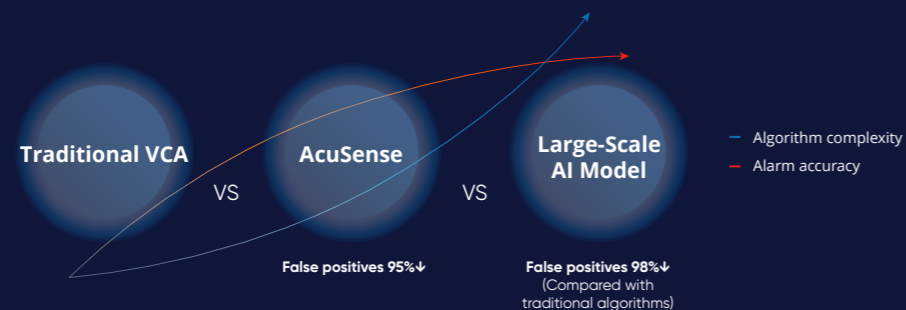 Traditional VCA
VS
AcuSense
VS
Large-Scale
AI Model
Algorithm complexity
Alarm accuracy
False positives 95%↓
False positives 98%↓
(Compared with
traditional algorithms)